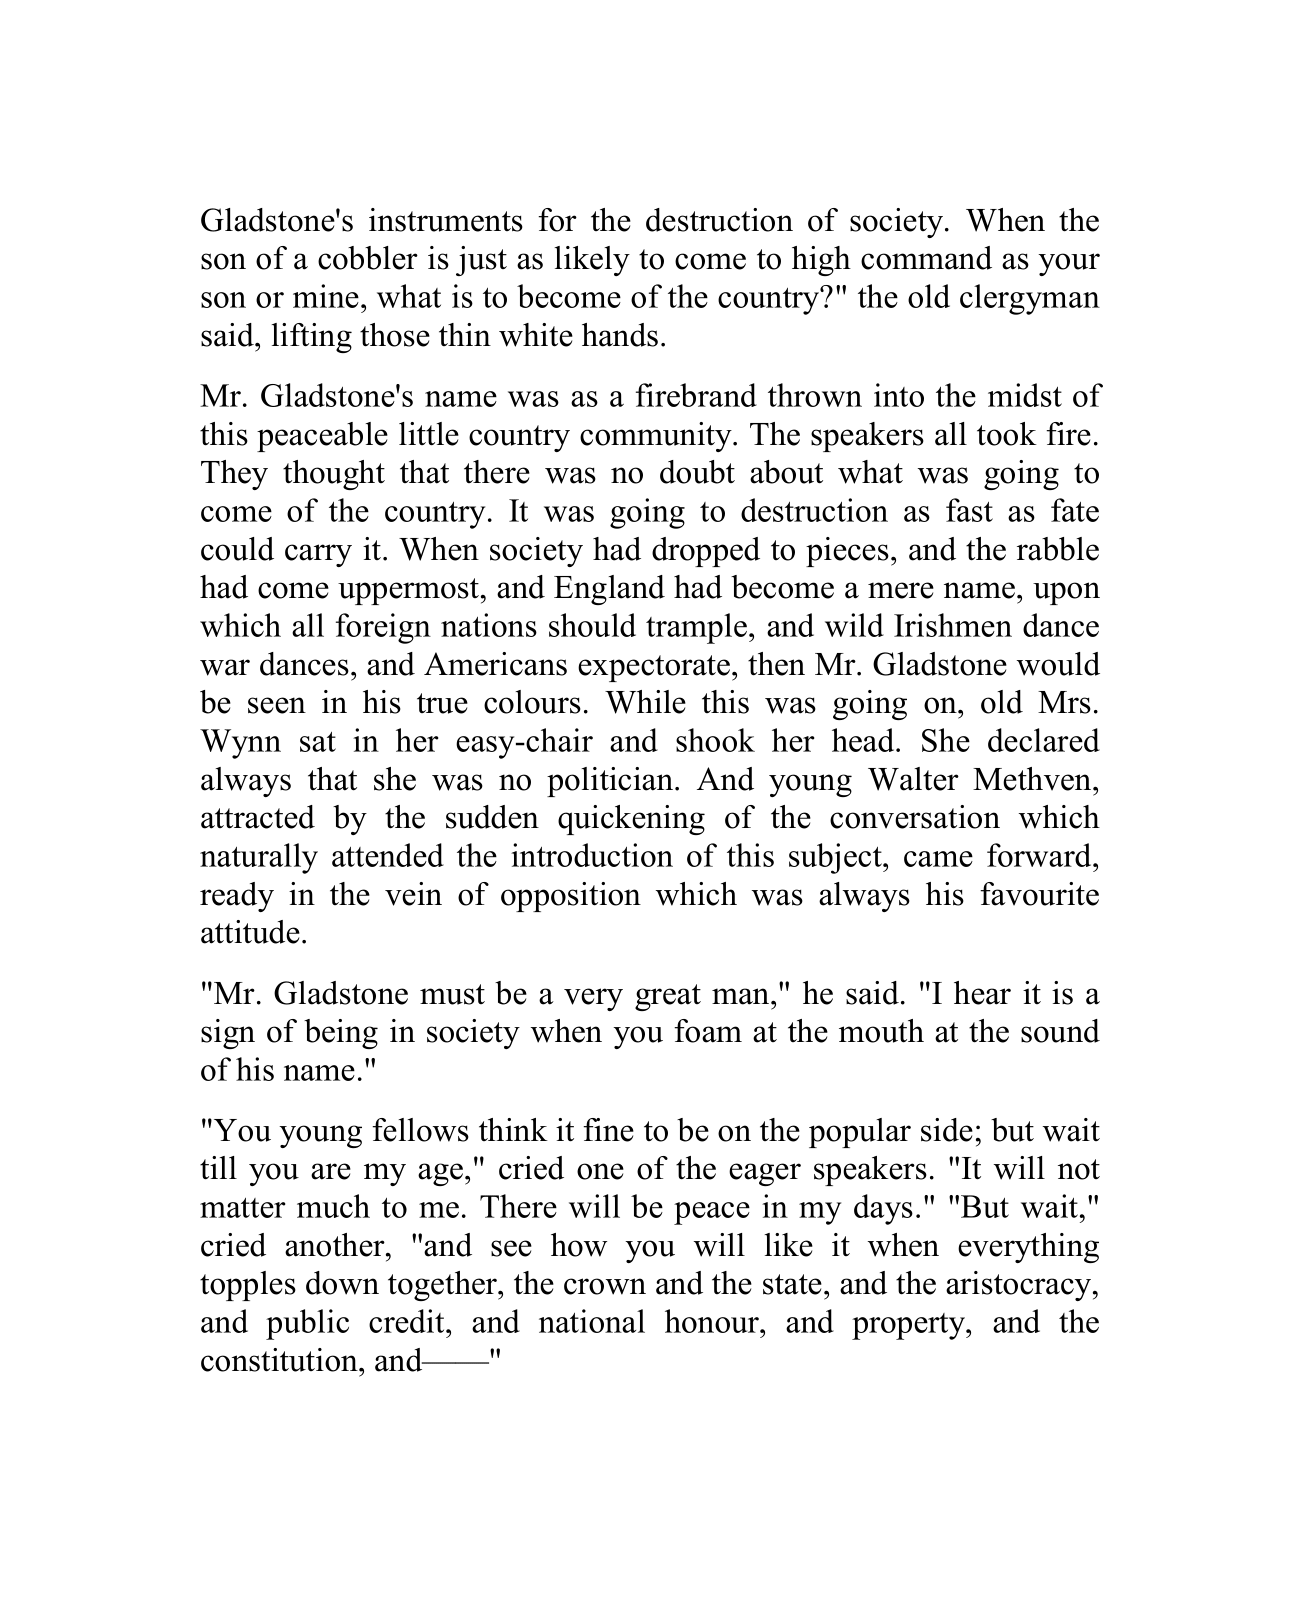 Gladstone's instruments for the destruction of society. When the
son of a cobbler is just as likely to come to high command as your
son or mine, what is to become of the country?" the old clergyman
said, lifting those thin white hands.
Mr. Gladstone's name was as a firebrand thrown into the midst of
this peaceable little country community. The speakers all took fire.
They thought that there was no doubt about what was going to
come of the country. It was going to destruction as fast as fate
could carry it. When society had dropped to pieces, and the rabble
had come uppermost, and England had become a mere name, upon
which all foreign nations should trample, and wild Irishmen dance
war dances, and Americans expectorate, then Mr. Gladstone would
be seen in his true colours. While this was going on, old Mrs.
Wynn sat in her easy-chair and shook her head. She declared
always that she was no politician. And young Walter Methven,
attracted by the sudden quickening of the conversation which
naturally attended the introduction of this subject, came forward,
ready in the vein of opposition which was always his favourite
attitude.
"Mr. Gladstone must be a very great man," he said. "I hear it is a
sign of being in society when you foam at the mouth at the sound
of his name."
"You young fellows think it fine to be on the popular side; but wait
till you are my age," cried one of the eager speakers. "It will not
matter much to me. There will be peace in my days." "But wait,"
cried another, "and see how you will like it when everything
topples down together, the crown and the state, and the aristocracy,
and public credit, and national honour, and property, and the
constitution, and——"